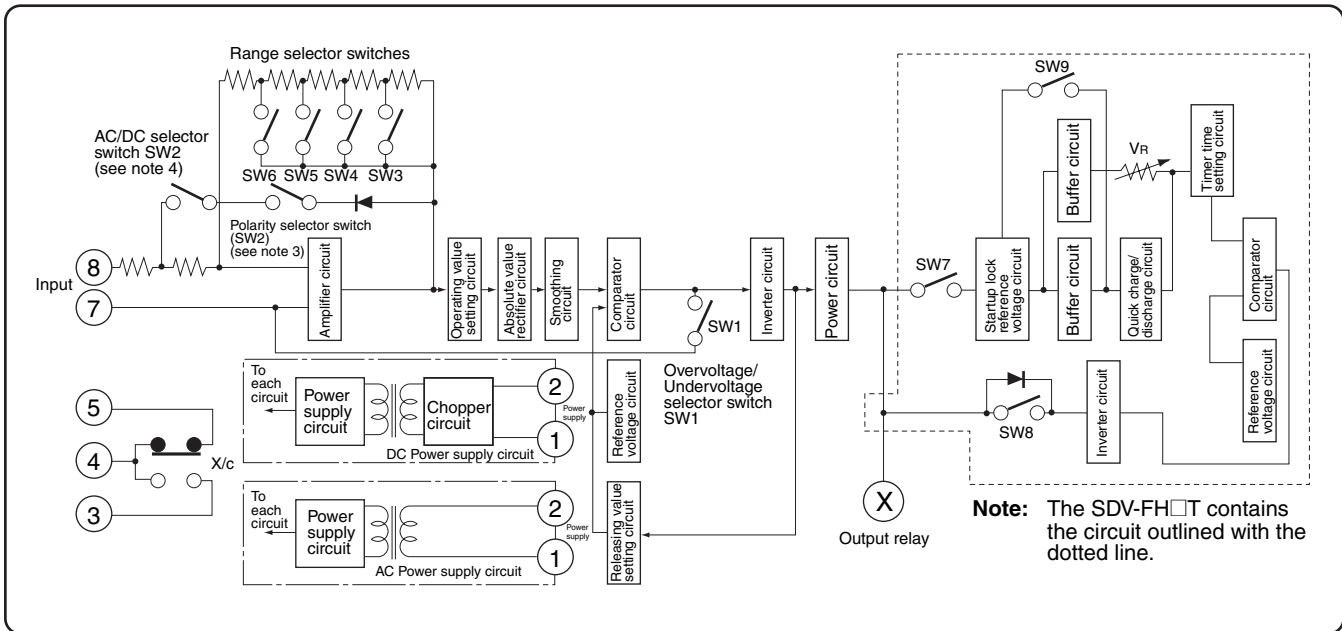 Range selector switches
AC/DC selector
switch SW2
(see note 4)
SW6
SW5
SW4
SW3
Polarity selector switch
(SW2)
(see note 3)
Input
8
7
Amplifier circuit
Operating value
setting circuit
Absolute value
rectifier circuit
Smoothing
circuit
Comparator
circuit
SW1
Inverter circuit
Power circuit
Overvoltage/
Undervoltage
selector switch
SW1
SW7
SW9
Startup lock
reference
voltage circuit
Buffer circuit
Buffer circuit
VR
Quick charge/
discharge circuit
Timer time
setting circuit
Comparator
circuit
Reference
voltage circuit
SW8
Inverter circuit
5
4
3
X/c
To
each
circuit
Power
supply
circuit
Chopper
circuit
2
1
Power
supply
DC Power supply circuit
Reference
voltage circuit
To
each
circuit
Power
supply
circuit
2
1
Power
supply
AC Power supply circuit
Releasing value
setting circuit
X
Output relay
Note: The SDV-FH□T contains
the circuit outlined with the
dotted line.